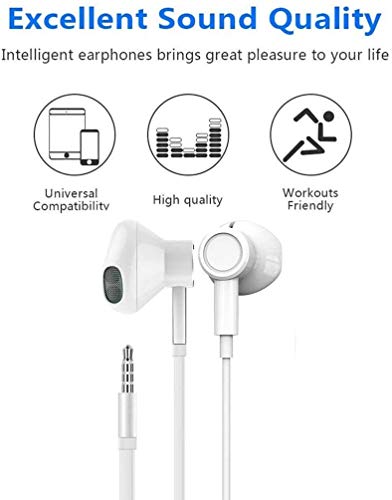 Excellent Sound Quality
Intelligent earphones brings great pleasure to your life
Universal
Compatibility
High quality
Workouts
Friendly